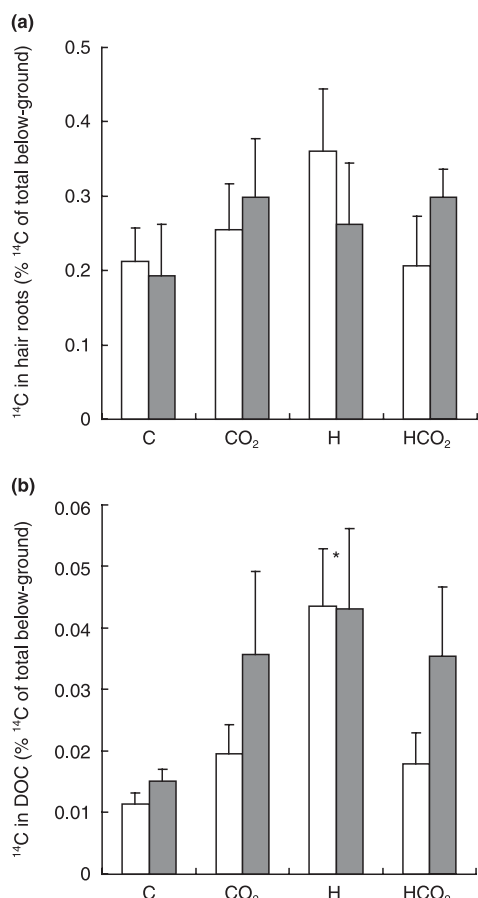 (a)
¹⁴C in hair roots (% ¹⁴C of total below-ground)
0.5
0.4
0.3
0.2
0.1
0
C CO₂ H HCO₂
(b)
¹⁴C in DOC (% ¹⁴C of total below-ground)
0.06
0.05
0.04
0.03
0.02
0.01
0
*
C CO₂ H HCO₂